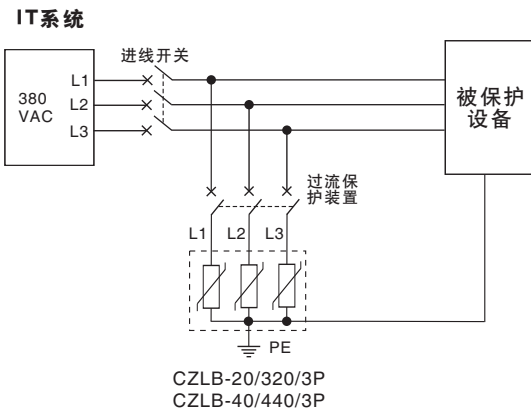 IT系统
进线开关
380
VAC
L1
L2
L3
被保护
设备
过流保
护装置
L1
L2
L3
PE
CZLB-20/320/3P
CZLB-40/440/3P